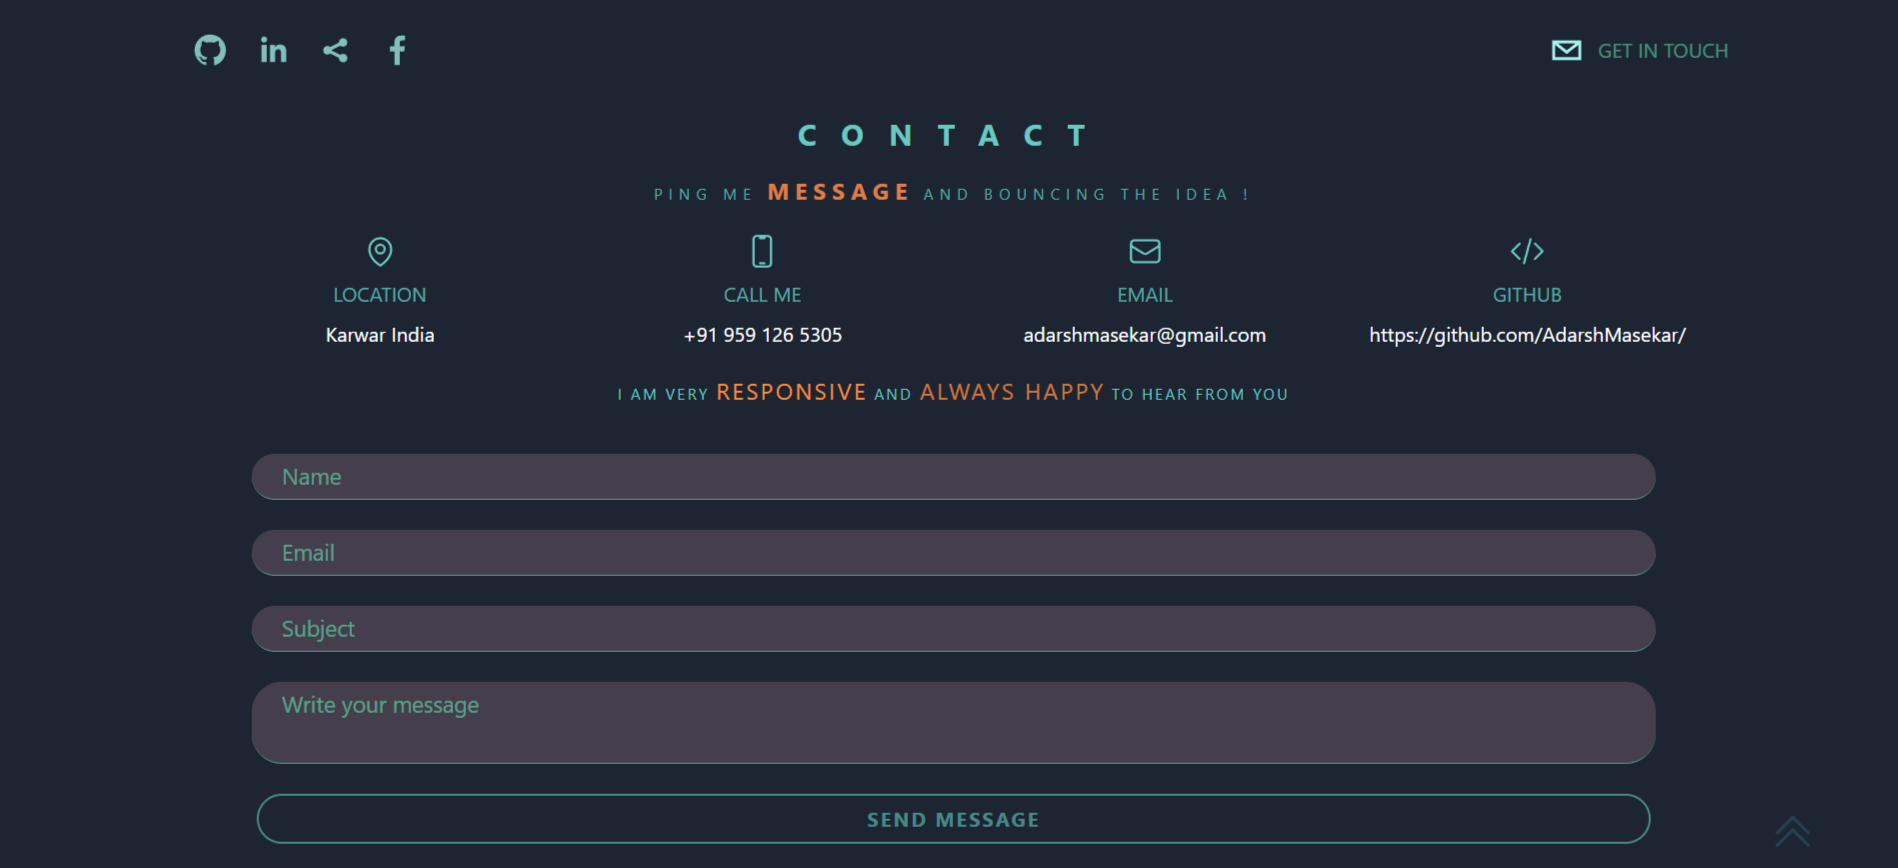 GET IN TOUCH
CONTACT
PING ME MESSAGE AND BOUNCING THE IDEA !
LOCATION
Karwar India
CALL ME
+91 959 126 5305
EMAIL
adarshmasekar@gmail.com
GITHUB
https://github.com/AdarshMasekar/
I AM VERY RESPONSIVE AND ALWAYS HAPPY TO HEAR FROM YOU
Name
Email
Subject
Write your message
SEND MESSAGE